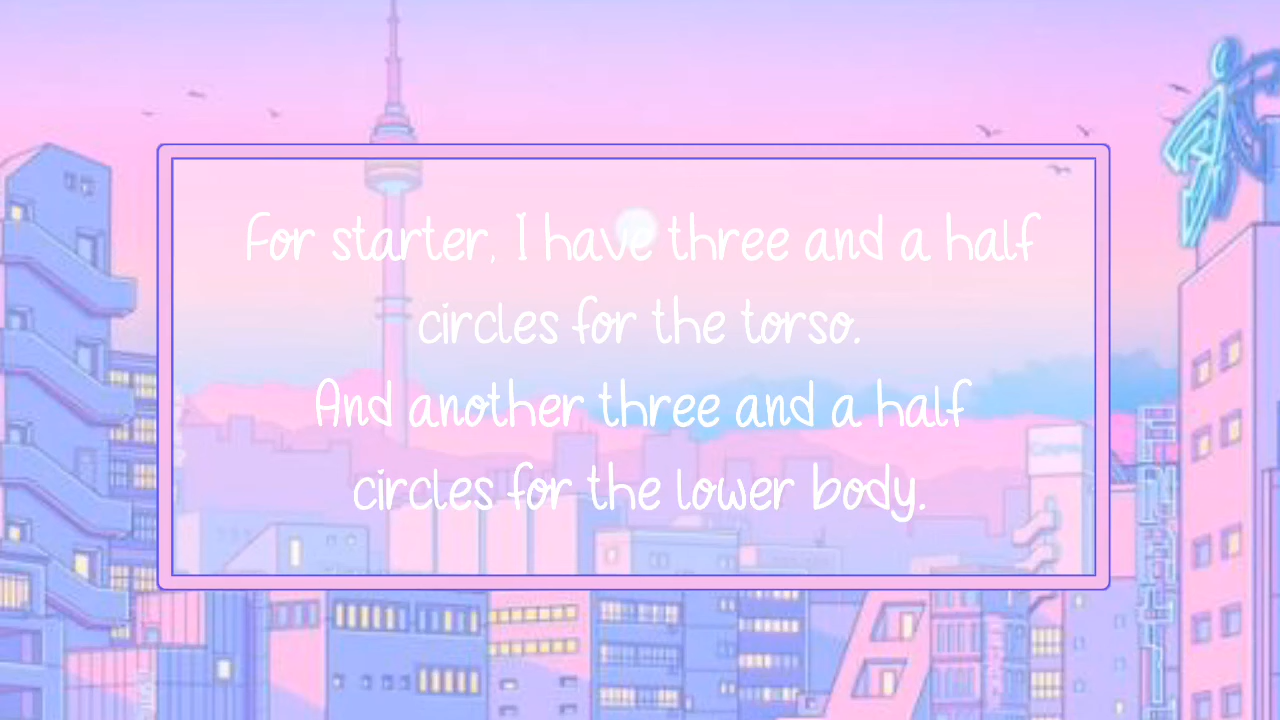 For starter, I have three and a half
circles for the torso.
And another three and a half
circles for the lower body.